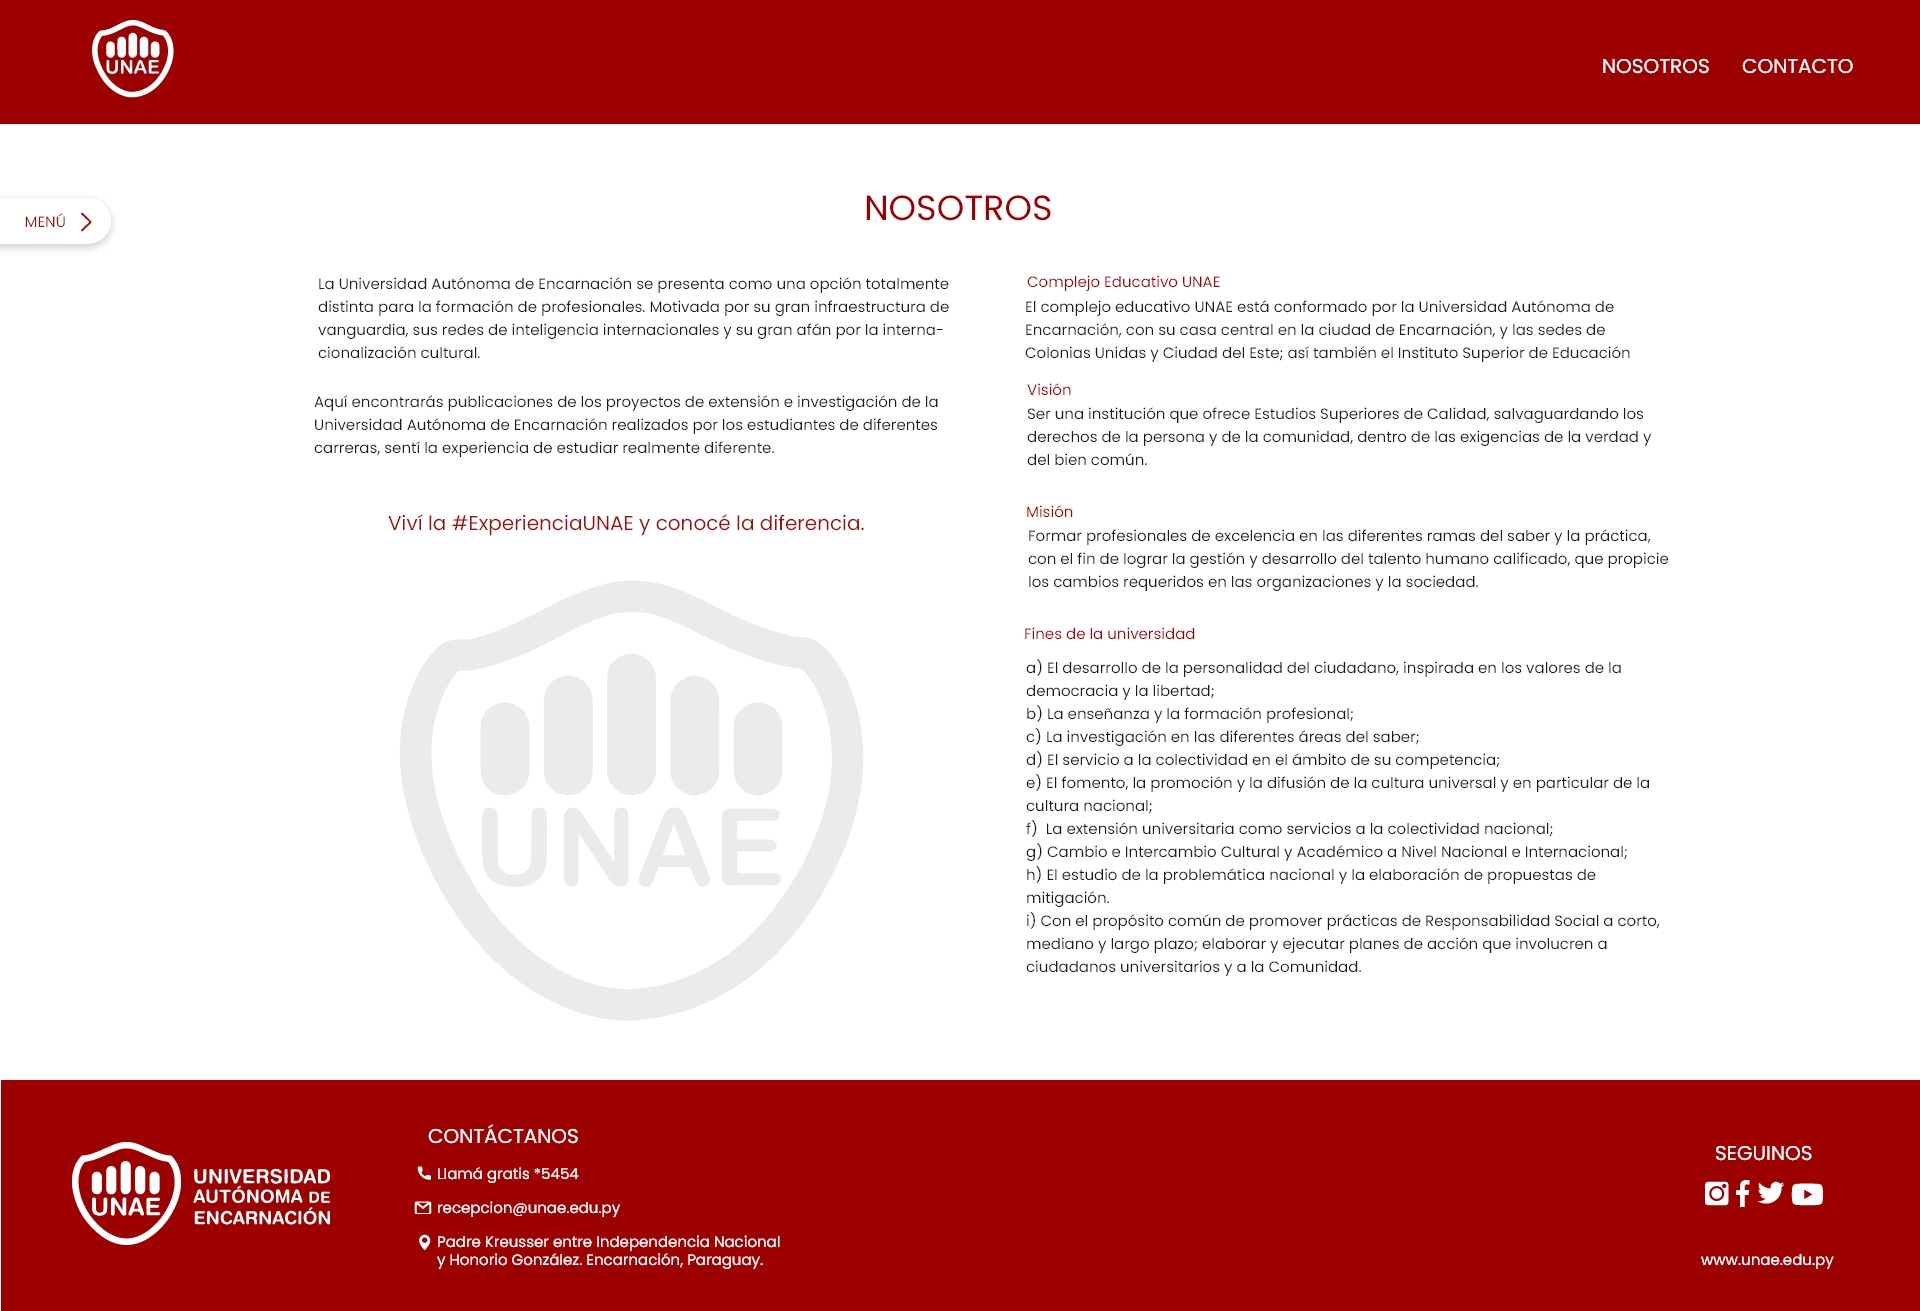 UNAE
NOSOTROS
CONTACTO
MENÚ
NOSOTROS
La Universidad Autónoma de Encarnación se presenta como una opción totalmente
distinta para la formación de profesionales. Motivada por su gran infraestructura de
vanguardia, sus redes de inteligencia internacionales y su gran afán por la interna-
cionalización cultural.
Aquí encontrarás publicaciones de los proyectos de extensión e investigación de la
Universidad Autónoma de Encarnación realizados por los estudiantes de diferentes
carreras, sentí la experiencia de estudiar realmente diferente.
Viví la #ExperienciaUNAE y conocé la diferencia.
UNAE
Complejo Educativo UNAE
El complejo educativo UNAE está conformado por la Universidad Autónoma de
Encarnación, con su casa central en la ciudad de Encarnación, y las sedes de
Colonias Unidas y Ciudad del Este; así también el Instituto Superior de Educación
Visión
Ser una institución que ofrece Estudios Superiores de Calidad, salvaguardando los
derechos de la persona y de la comunidad, dentro de las exigencias de la verdad y
del bien común.
Misión
Formar profesionales de excelencia en las diferentes ramas del saber y la práctica,
con el fin de lograr la gestión y desarrollo del talento humano calificado, que propicie
los cambios requeridos en las organizaciones y la sociedad.
Fines de la universidad
a) El desarrollo de la personalidad del ciudadano, inspirada en los valores de la
democracia y la libertad;
b) La enseñanza y la formación profesional;
c) La investigación en las diferentes áreas del saber;
d) El servicio a la colectividad en el ámbito de su competencia;
e) El fomento, la promoción y la difusión de la cultura universal y en particular de la
cultura nacional;
f)  La extensión universitaria como servicios a la colectividad nacional;
g) Cambio e Intercambio Cultural y Académico a Nivel Nacional e Internacional;
h) El estudio de la problemática nacional y la elaboración de propuestas de
mitigación.
i) Con el propósito común de promover prácticas de Responsabilidad Social a corto,
mediano y largo plazo; elaborar y ejecutar planes de acción que involucren a
ciudadanos universitarios y a la Comunidad.
UNAE
UNIVERSIDAD
AUTÓNOMA DE
ENCARNACIÓN
CONTÁCTANOS
Llamá gratis *5454
recepcion@unae.edu.py
Padre Kreusser entre Independencia Nacional
y Honorio González. Encarnación, Paraguay.
SEGUINOS
www.unae.edu.py